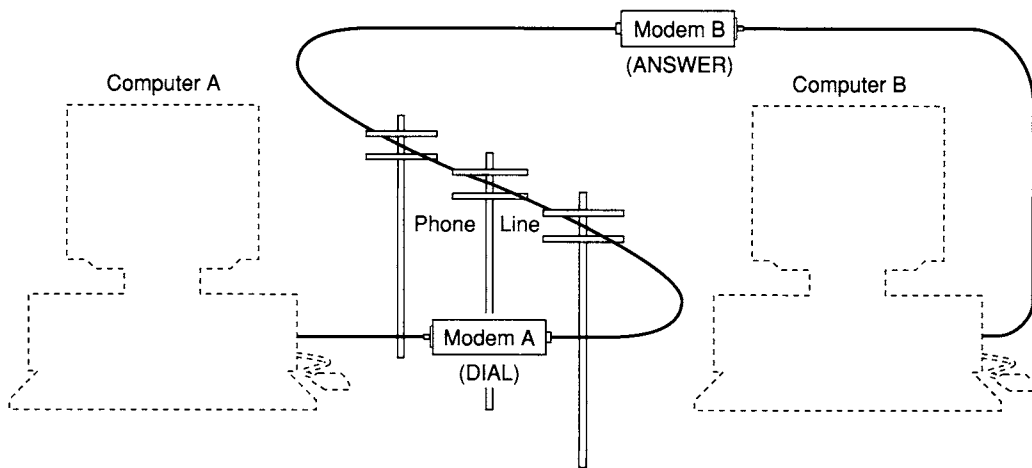 Modem B
(ANSWER)
Computer A
Computer B
Phone Line
Modem A
(DIAL)